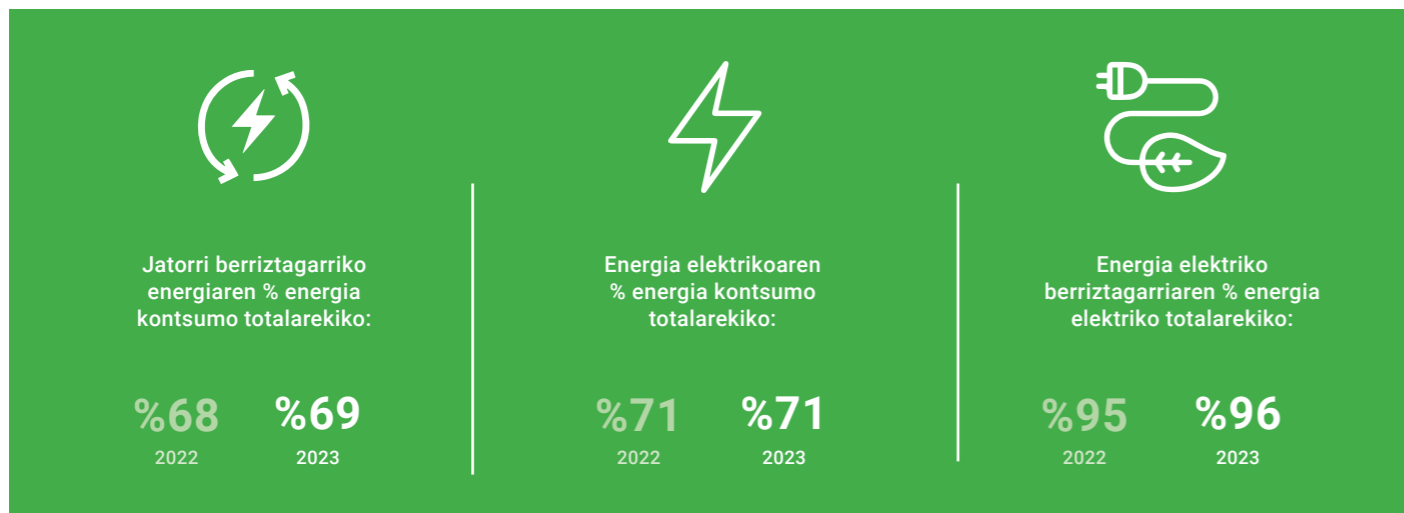 Jatorri berriztagarriko
energiaren % energia
kontsumo totalarekiko:
%68
%69
2022
2023
Energia elektrikoaren
% energia kontsumo
totalarekiko:
%71
%71
2022
2023
Energia elektriko
berriztagarriaren % energia
elektriko totalarekiko:
%95
%96
2022
2023